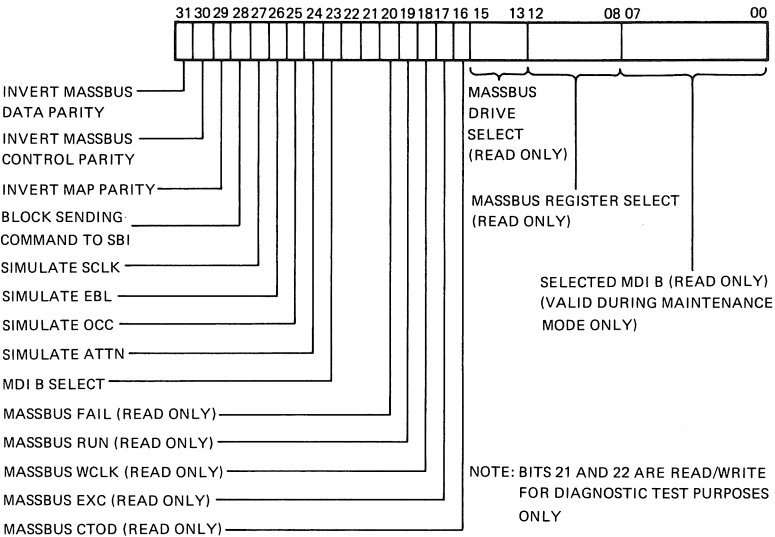 31 30 29 28 27 26 25 24 23 22 21 20 19 18 17 16 15 13 12 08 07 00
INVERT MASSBUS
DATA PARITY
INVERT MASSBUS
CONTROL PARITY
INVERT MAP PARITY
BLOCK SENDING
COMMAND TO SBI
SIMULATE SCLK
SIMULATE EBL
SIMULATE OCC
SIMULATE ATTN
MDI B SELECT
MASSBUS FAIL (READ ONLY)
MASSBUS RUN (READ ONLY)
MASSBUS WCLK (READ ONLY)
MASSBUS EXC (READ ONLY)
MASSBUS CTOD (READ ONLY)
MASSBUS
DRIVE
SELECT
(READ ONLY)
MASSBUS REGISTER SELECT
(READ ONLY)
SELECTED MDI B (READ ONLY)
(VALID DURING MAINTENANCE
MODE ONLY)
NOTE: BITS 21 AND 22 ARE READ/WRITE
FOR DIAGNOSTIC TEST PURPOSES
ONLY